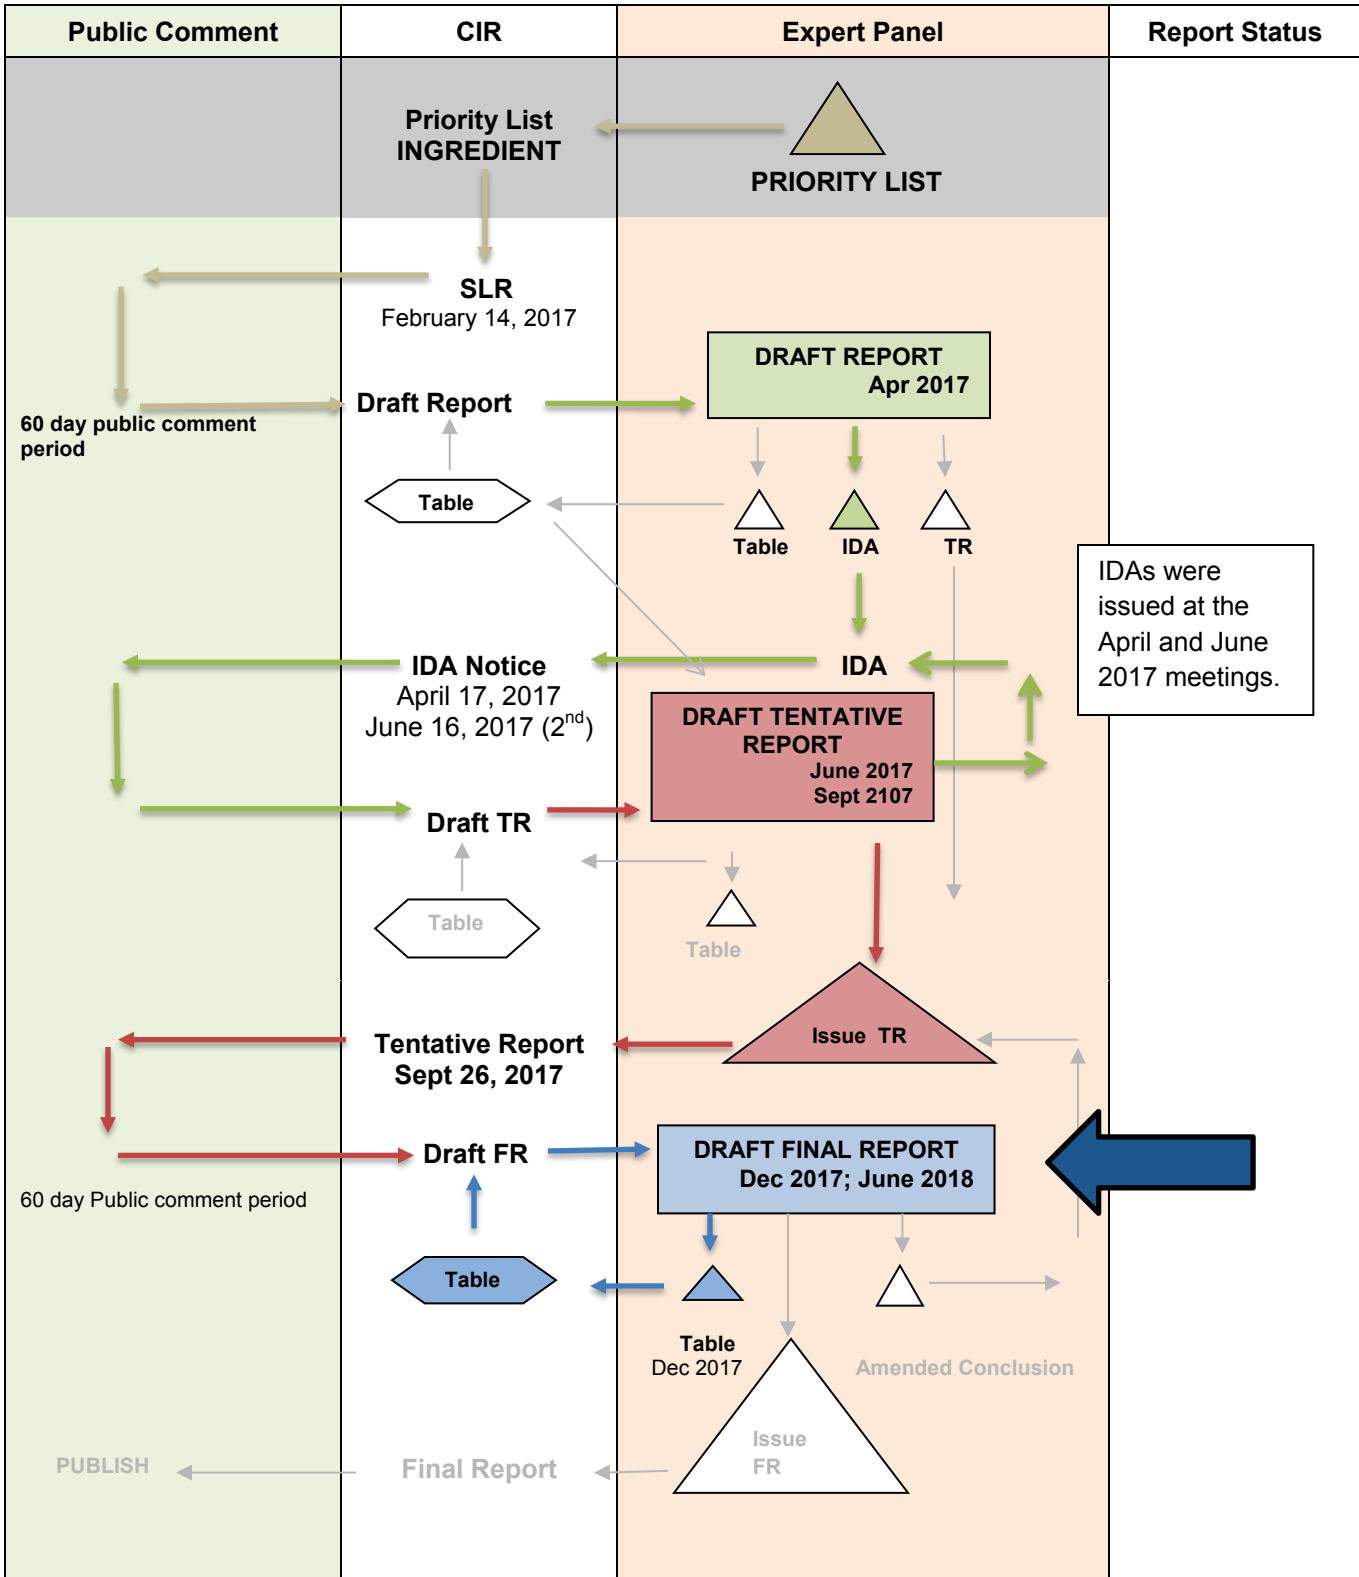 Public Comment
CIR
Expert Panel
Report Status
Priority List
INGREDIENT
PRIORITY LIST
SLR
February 14, 2017
60 day public comment
period
Draft Report
DRAFT REPORT
Apr 2017
Table
Table
IDA
TR
IDAs were
issued at the
April and June
2017 meetings.
IDA Notice
April 17, 2017
June 16, 2017 (2nd)
IDA
DRAFT TENTATIVE
REPORT
June 2017
Sept 2107
Draft TR
Table
Table
Issue TR
Tentative Report
Sept 26, 2017
60 day Public comment period
Draft FR
DRAFT FINAL REPORT
Dec 2017; June 2018
Table
Table
Dec 2017
Amended Conclusion
Issue
FR
Final Report
PUBLISH